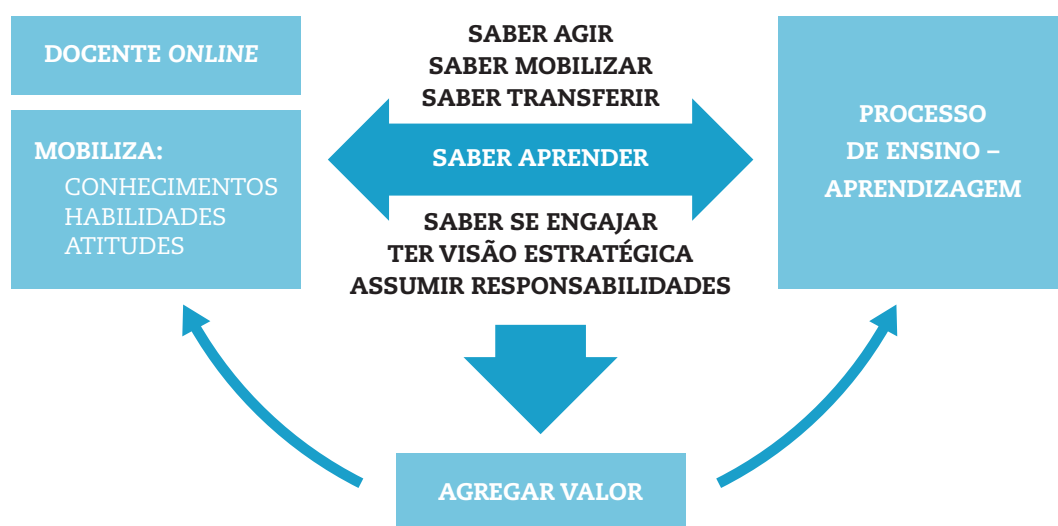 DOCENTE ONLINE
MOBILIZA:
CONHECIMENTOS
HABILIDADES
ATITUDES
SABER AGIR
SABER MOBILIZAR
SABER TRANSFERIR
SABER APRENDER
SABER SE ENGAJAR
TER VISÃO ESTRATÉGICA
ASSUMIR RESPONSABILIDADES
PROCESSO
DE ENSINO –
APRENDIZAGEM
AGREGAR VALOR